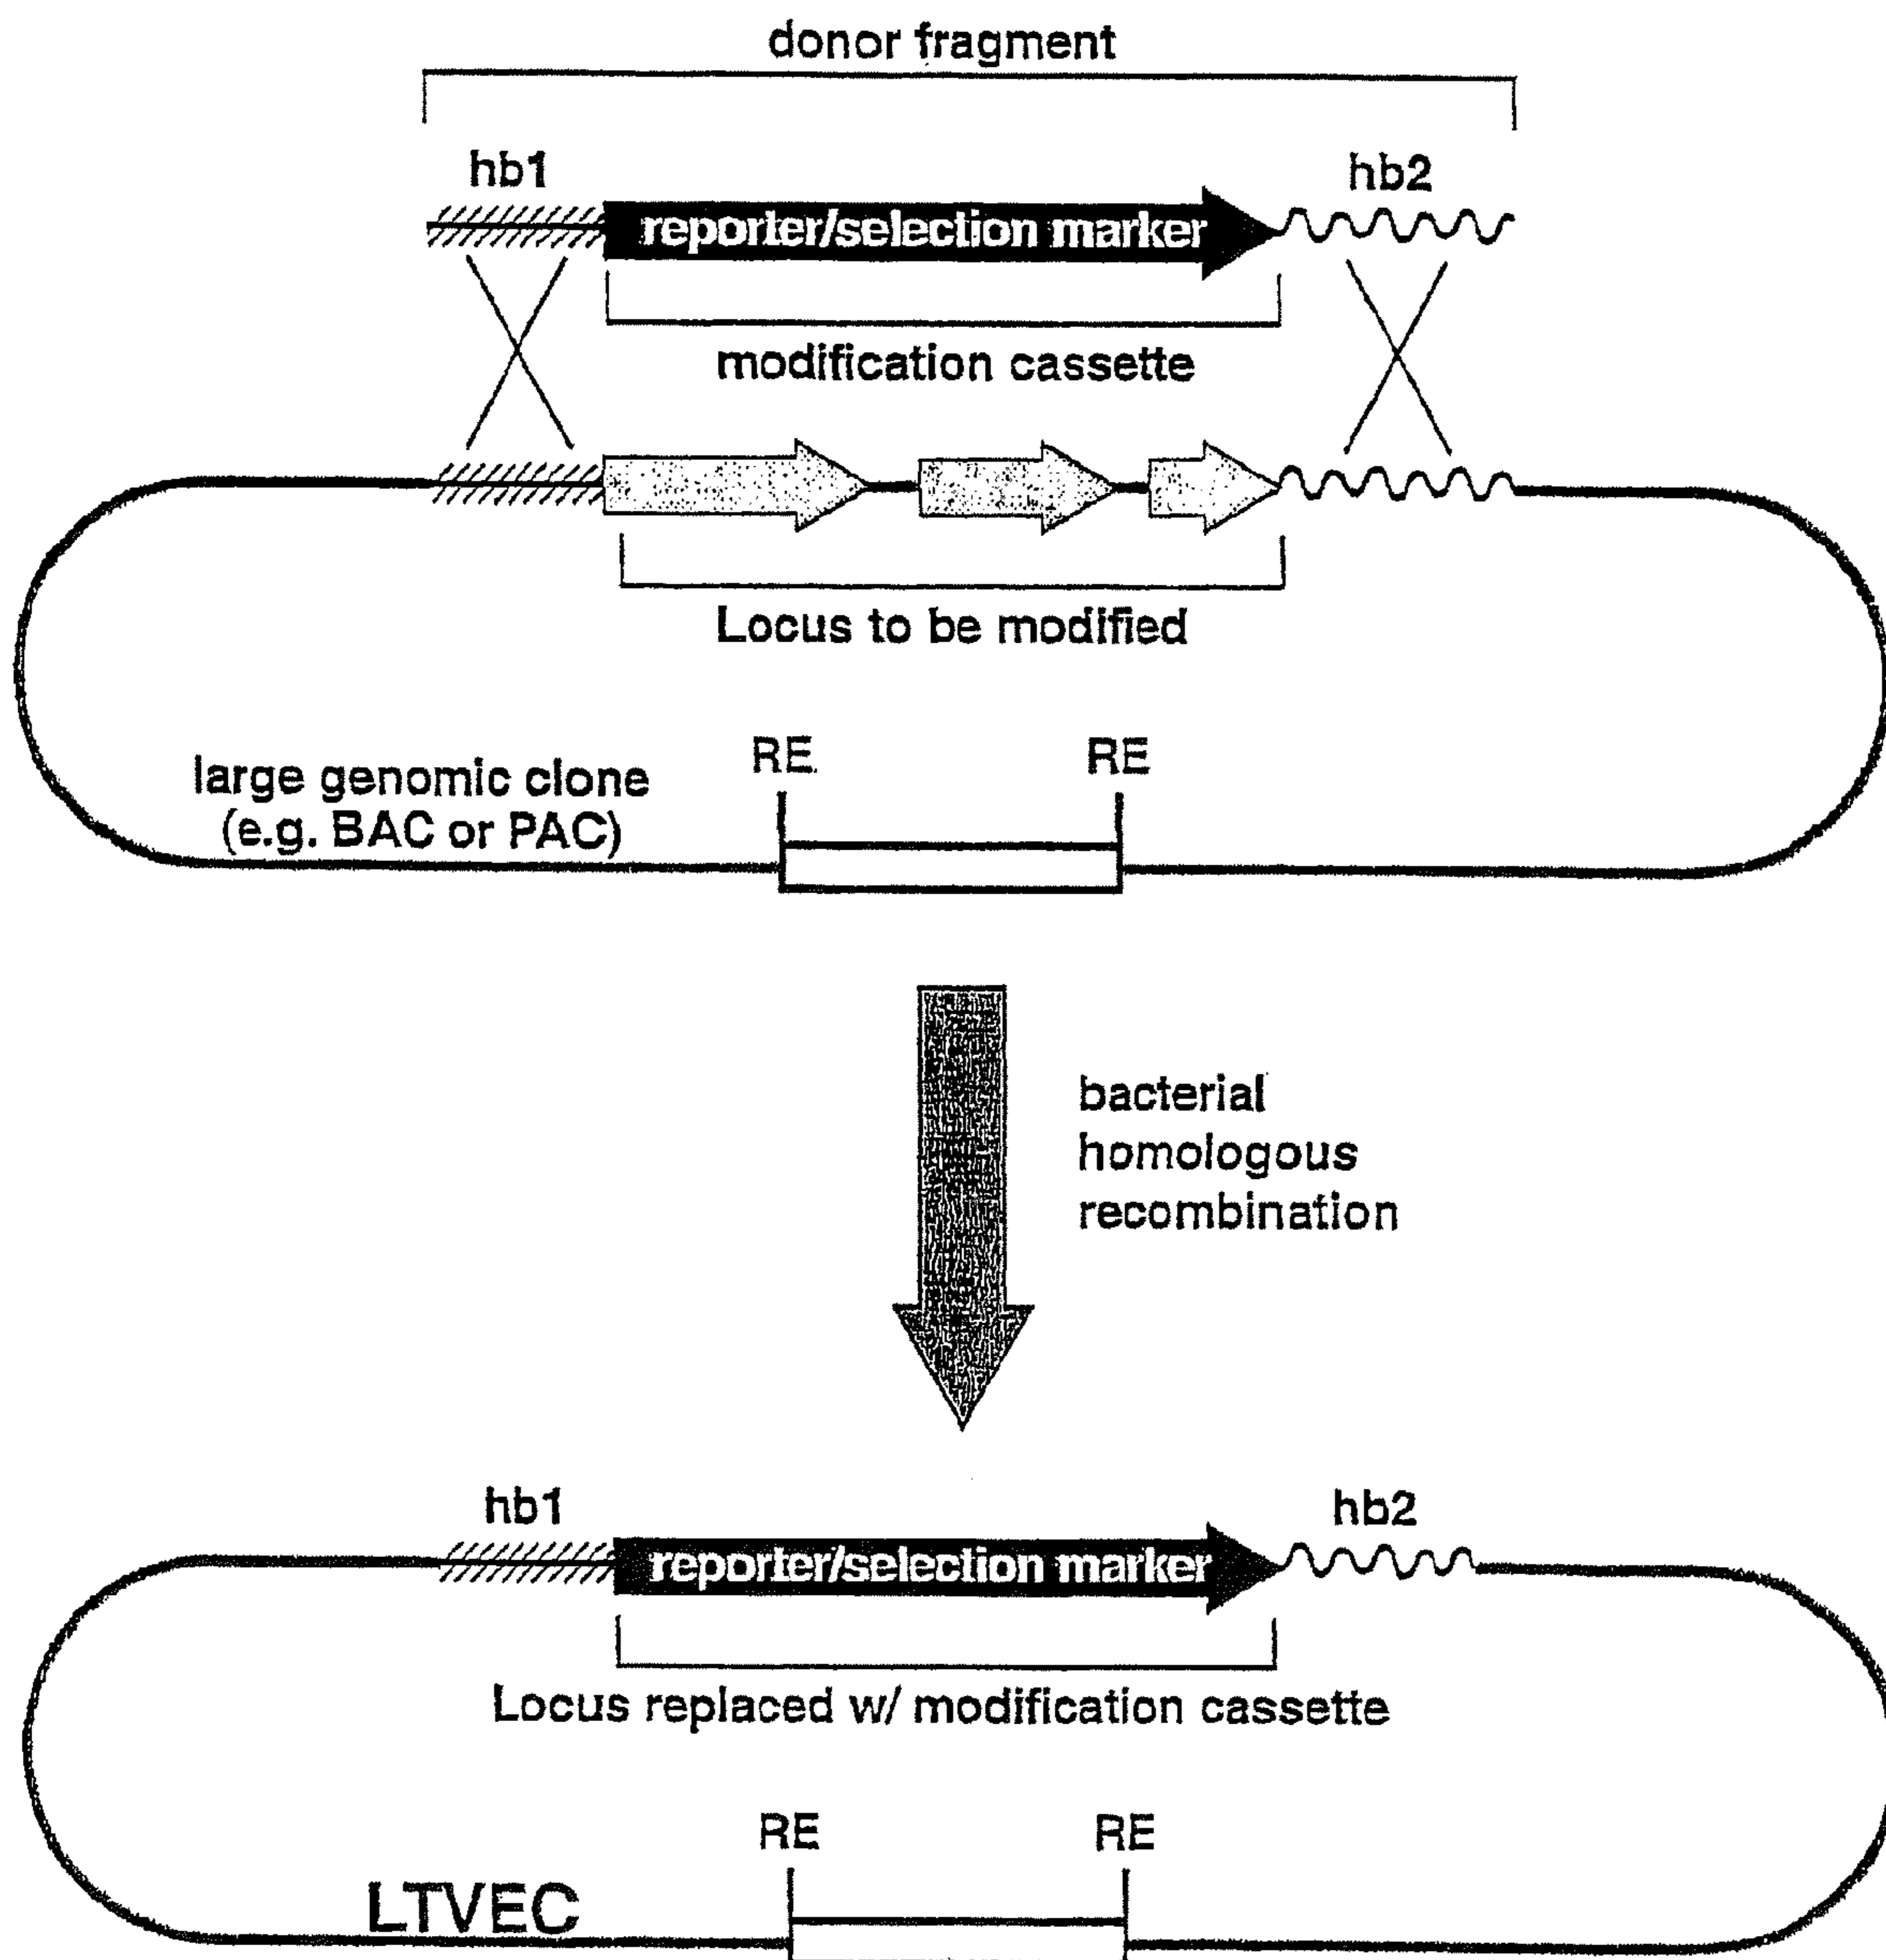 donor fragment
hb1
hb2
reporter/selection marker
modification cassette
Locus to be modified
RE
RE
large genomic clone
(e.g. BAC or PAC)
bacterial
homologous
recombination
hb1
hb2
reporter/selection marker
Locus replaced w/ modification cassette
RE
RE
LTVEC